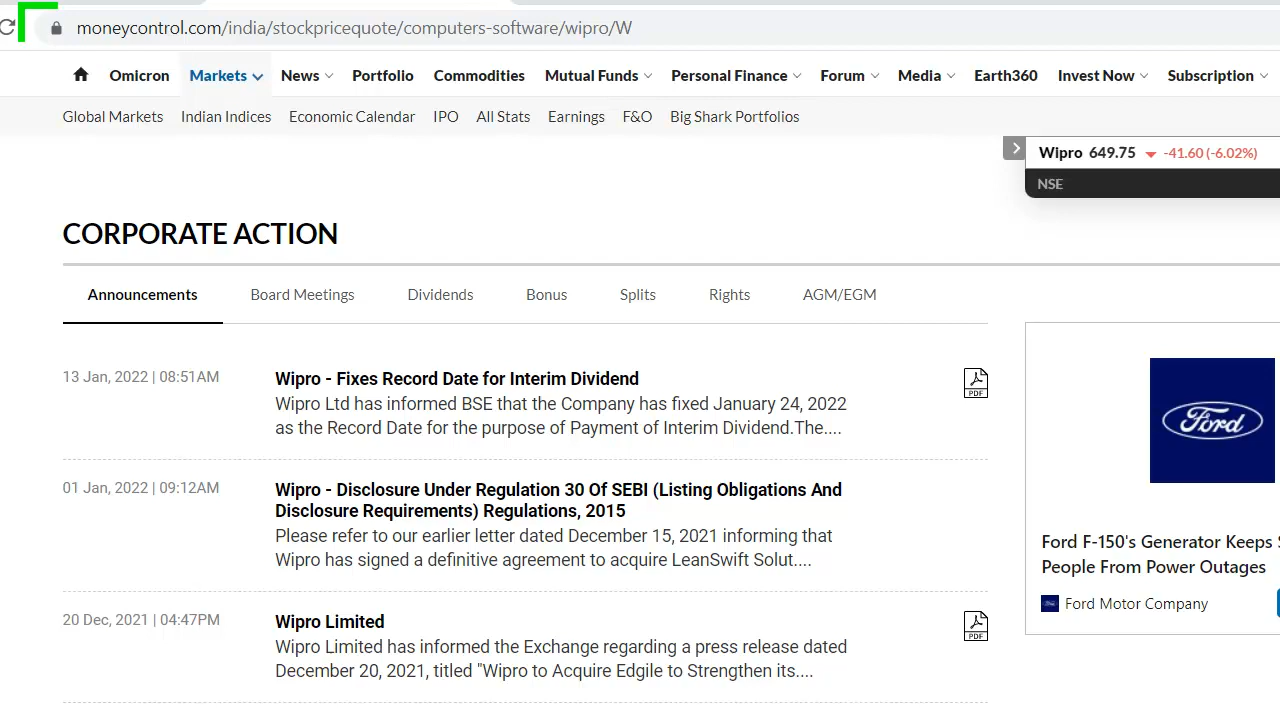 moneycontrol.com/india/stockpricequote/computers-software/wipro/W
Omicron Markets News Portfolio Commodities Mutual Funds Personal Finance Forum Media Earth360 Invest Now Subscription
Global Markets Indian Indices Economic Calendar IPO All Stats Earnings F&O Big Shark Portfolios
Wipro 649.75 -41.60 (-6.02%)
NSE
CORPORATE ACTION
Announcements Board Meetings Dividends Bonus Splits Rights AGM/EGM
13 Jan, 2022 | 08:51AM
Wipro - Fixes Record Date for Interim Dividend
Wipro Ltd has informed BSE that the Company has fixed January 24, 2022
as the Record Date for the purpose of Payment of Interim Dividend.The....
PDF
01 Jan, 2022 | 09:12AM
Wipro - Disclosure Under Regulation 30 Of SEBI (Listing Obligations And
Disclosure Requirements) Regulations, 2015
Please refer to our earlier letter dated December 15, 2021 informing that
Wipro has signed a definitive agreement to acquire LeanSwift Solut....
20 Dec, 2021 | 04:47PM
Wipro Limited
Wipro Limited has informed the Exchange regarding a press release dated
December 20, 2021, titled "Wipro to Acquire Edgile to Strengthen its....
PDF
Ford
Ford F-150's Generator Keeps S
People From Power Outages
Ford Motor Company